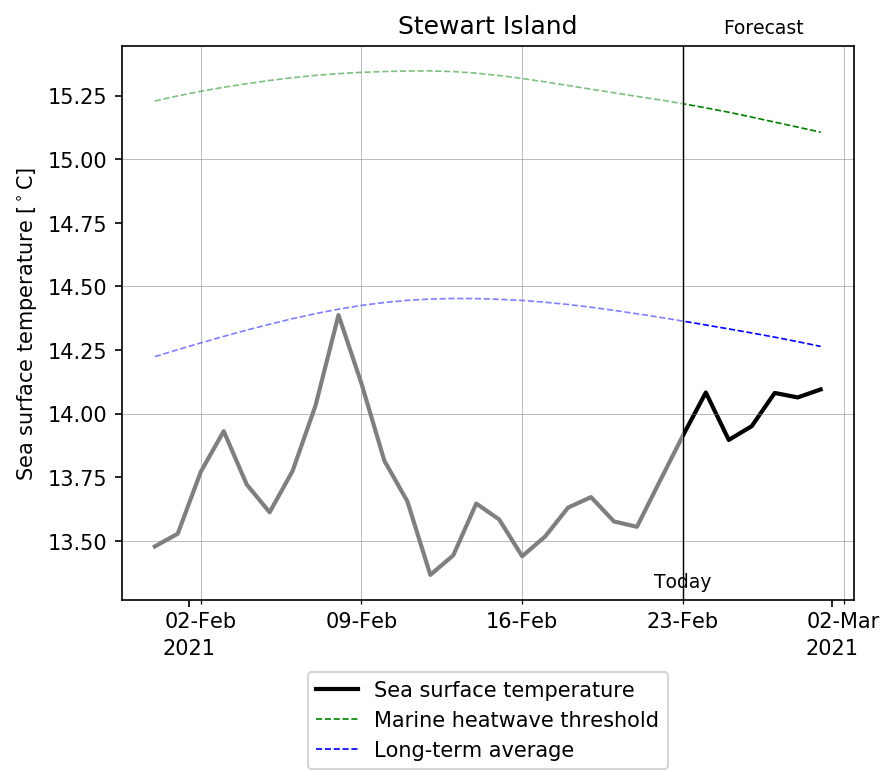 Stewart Island
Forecast
Sea surface temperature [°C]
15.25
15.00
14.75
14.50
14.25
14.00
13.75
13.50
Today
02-Feb 09-Feb 16-Feb 23-Feb 02-Mar
2021 2021
Sea surface temperature
Marine heatwave threshold
Long-term average